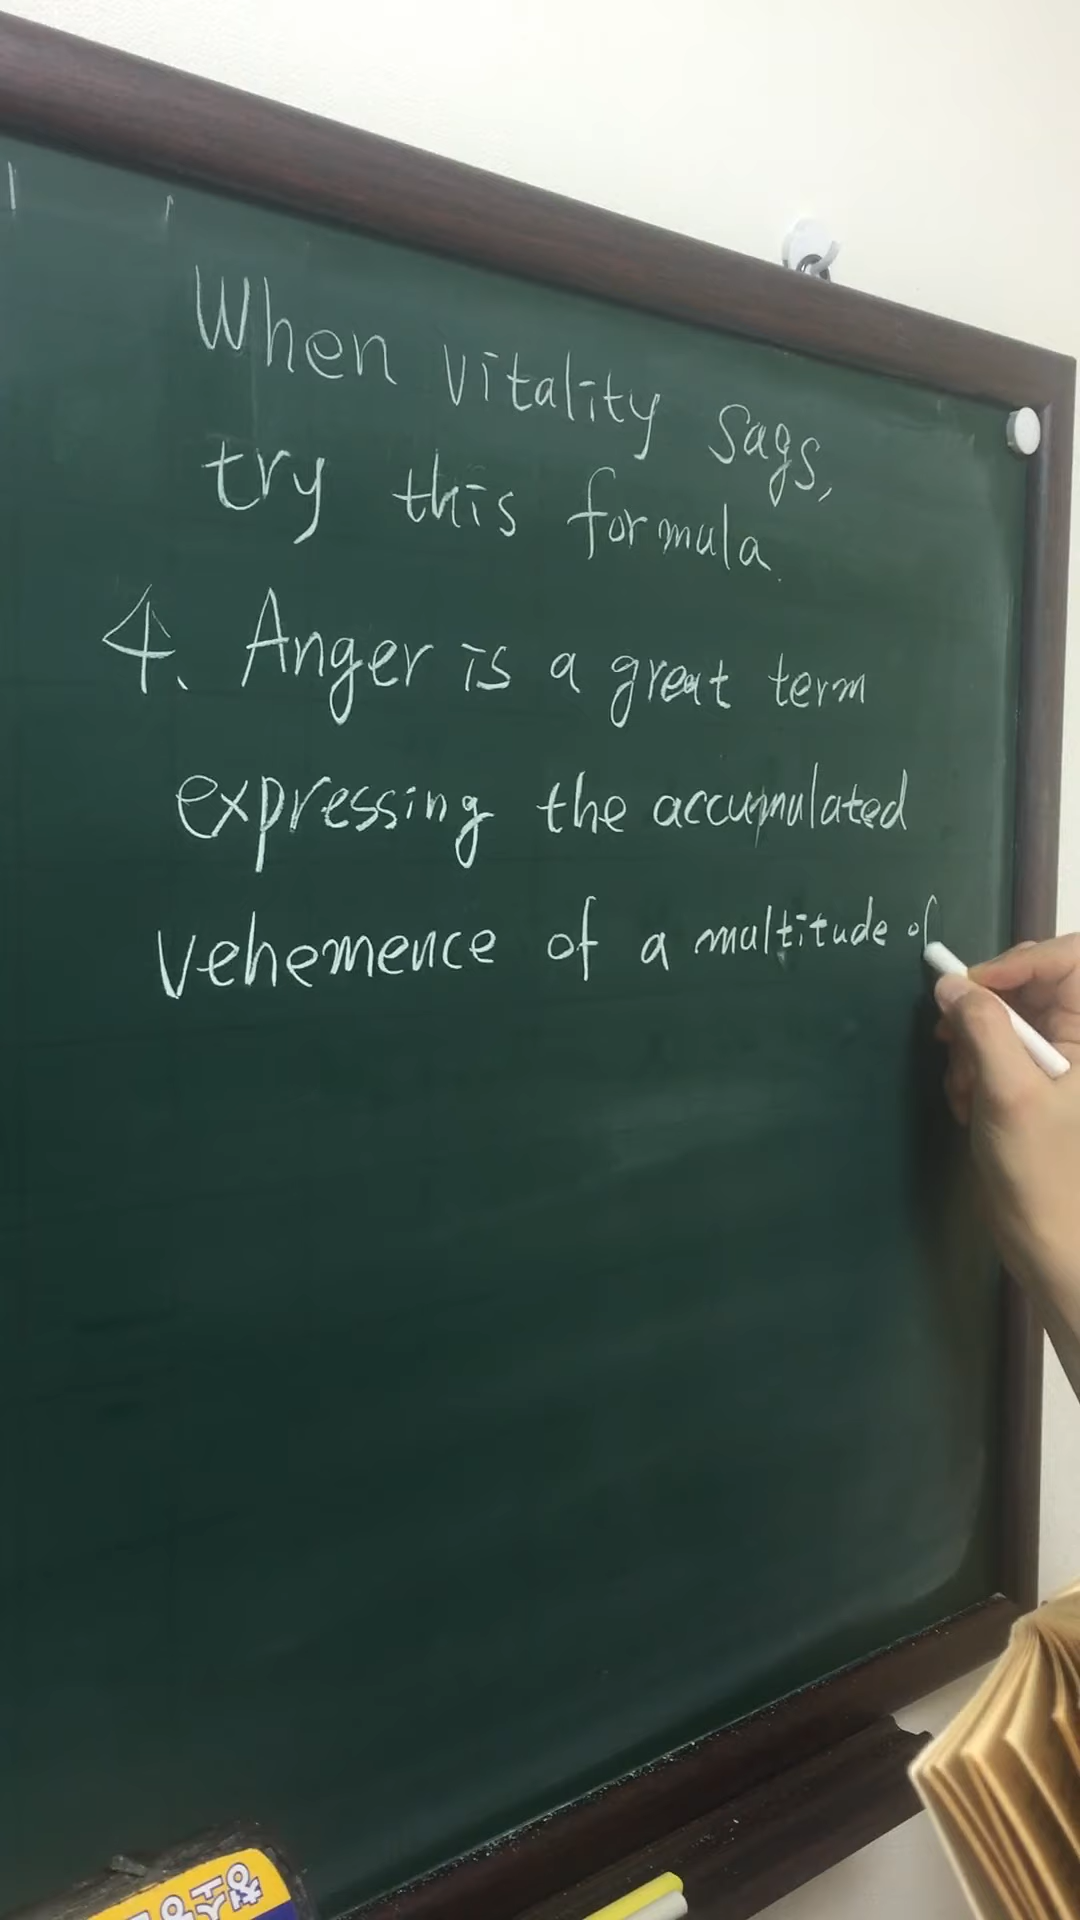 When vitality sags,
try this formula.
4. Anger is a great term
expressing the accumulated
vehemence of a multitude of